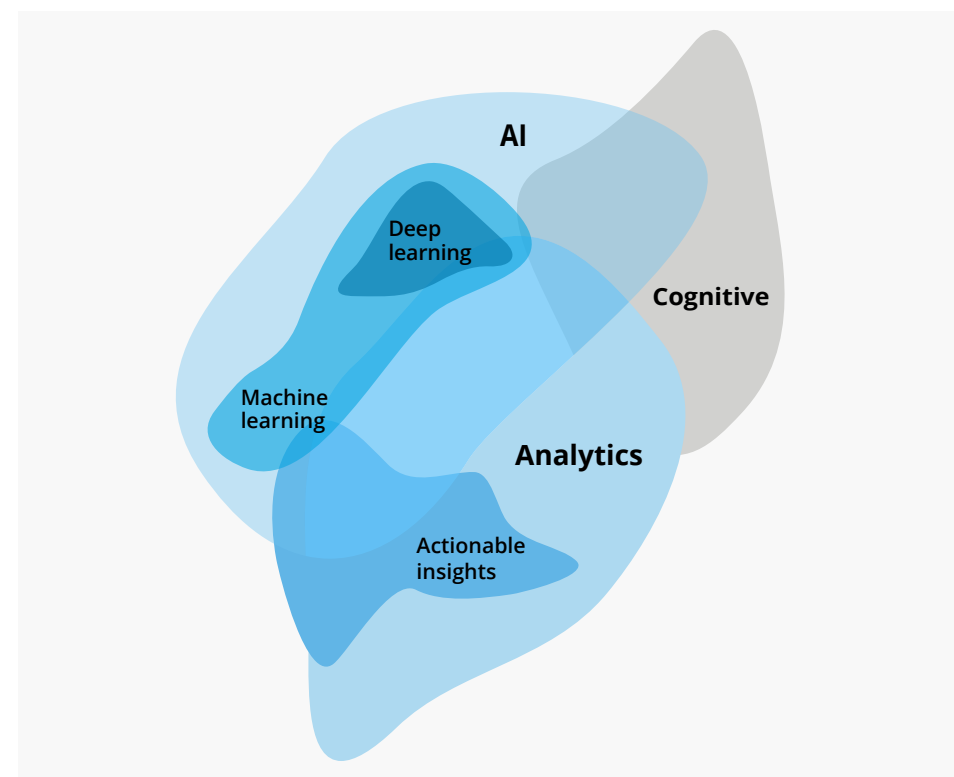 AI
Deep
learning
Cognitive
Machine
learning
Analytics
Actionable
insights